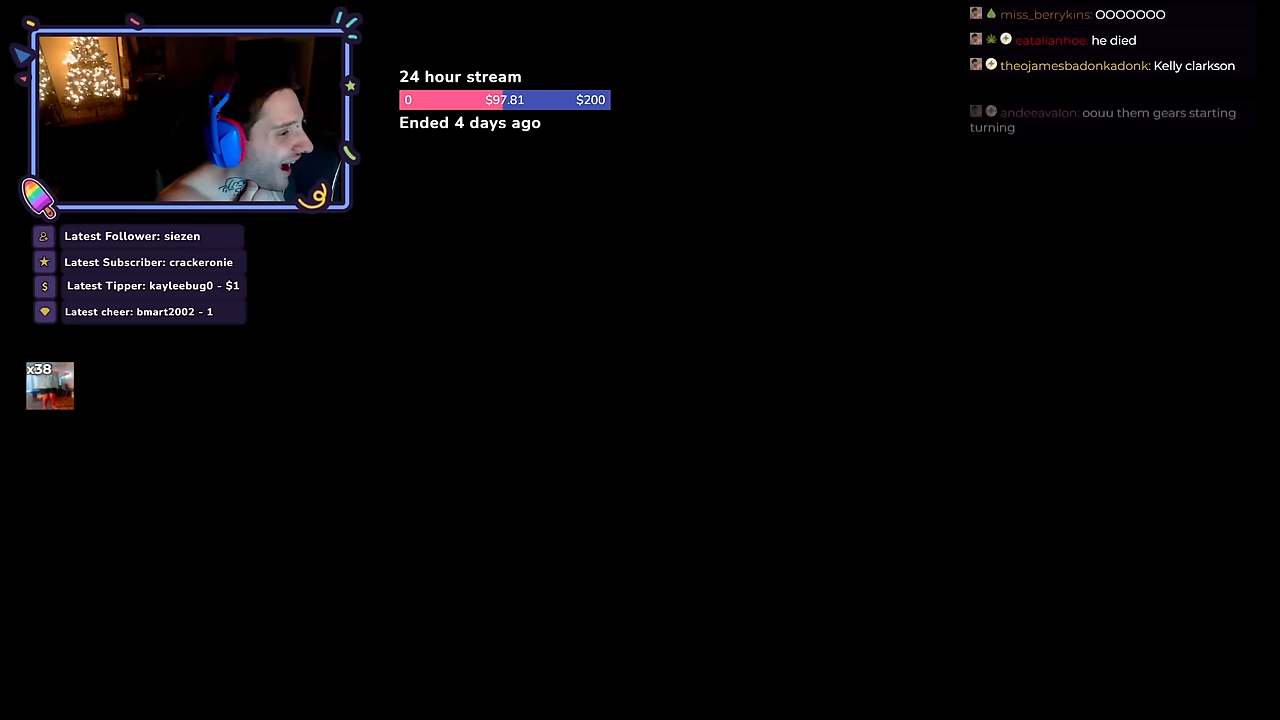 24 hour stream
0 $97.81 $200
Ended 4 days ago
Latest Follower: siezen
Latest Subscriber: crackeronie
Latest Tipper: kayleebug0 - $1
Latest cheer: bmart2002 - 1
x38
miss_berrykins: OOOOOOO
eatalianhoe: he died
theojamesbadonkadonk: Kelly clarkson
andeeavalon: oouu them gears starting
turning